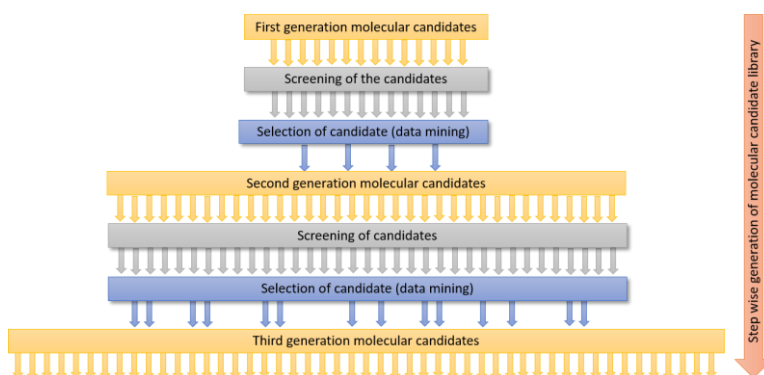 First generation molecular candidates
Screening of the candidates
Selection of candidate (data mining)
Second generation molecular candidates
Screening of candidates
Selection of candidate (data mining)
Third generation molecular candidates
Step wise generation of molecular candidate library